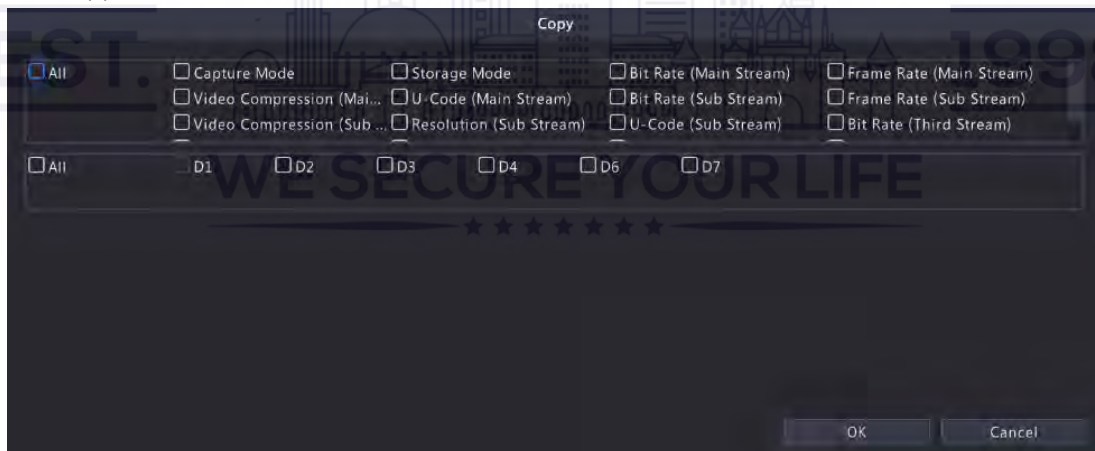 Copy
EST. 1998
All Capture Mode Storage Mode Bit Rate (Main Stream) Frame Rate (Main Stream)
Video Compression (Mai... U-Code (Main Stream) Bit Rate (Sub Stream) Frame Rate (Sub Stream)
Video Compression (Sub ... Resolution (Sub Stream) U-Code (Sub Stream) Bit Rate (Third Stream)
All D1 D2 D3 D4 D6 D7
WE SECURE YOUR LIFE
OK Cancel